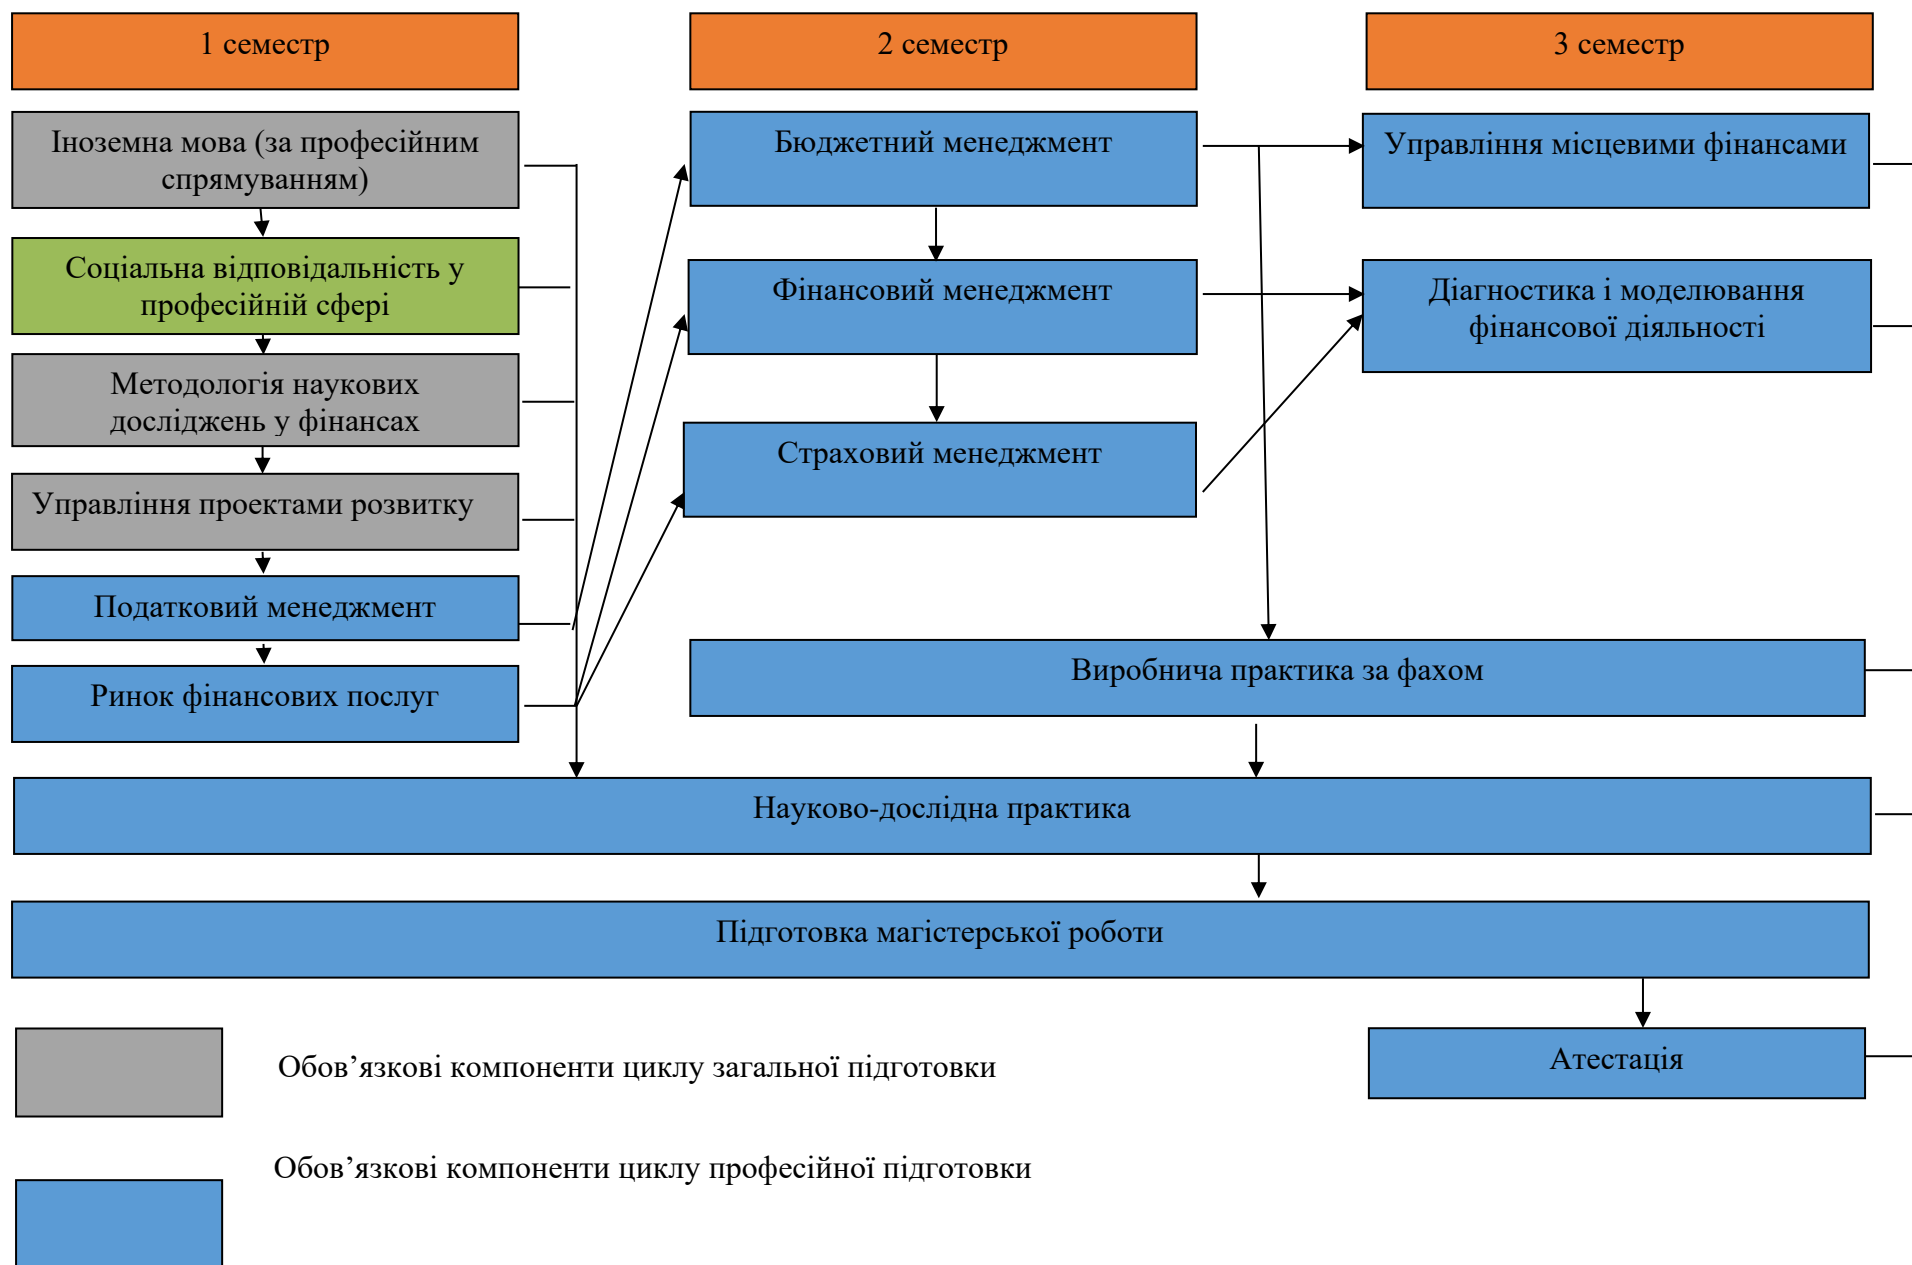 1 семестр
2 семестр
3 семестр
Іноземна мова (за професійним
спрямуванням)
Соціальна відповідальність у
професійній сфері
Методологія наукових
досліджень у фінансах
Управління проектами розвитку
Податковий менеджмент
Ринок фінансових послуг
Бюджетний менеджмент
Фінансовий менеджмент
Страховий менеджмент
Управління місцевими фінансами
Діагностика і моделювання
фінансової діяльності
Виробнича практика за фахом
Науково-дослідна практика
Підготовка магістерської роботи
Атестація
Обов’язкові компоненти циклу загальної підготовки
Обов’язкові компоненти циклу професійної підготовки